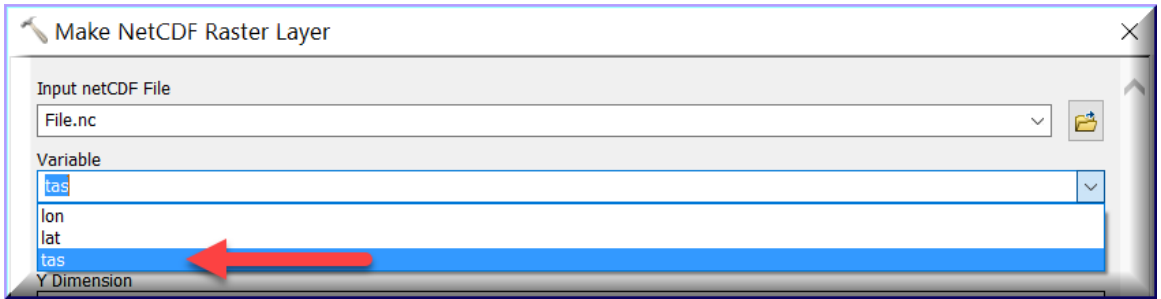 Make NetCDF Raster Layer
Input netCDF File
File.nc
Variable
tas
lon
lat
tas
Y Dimension